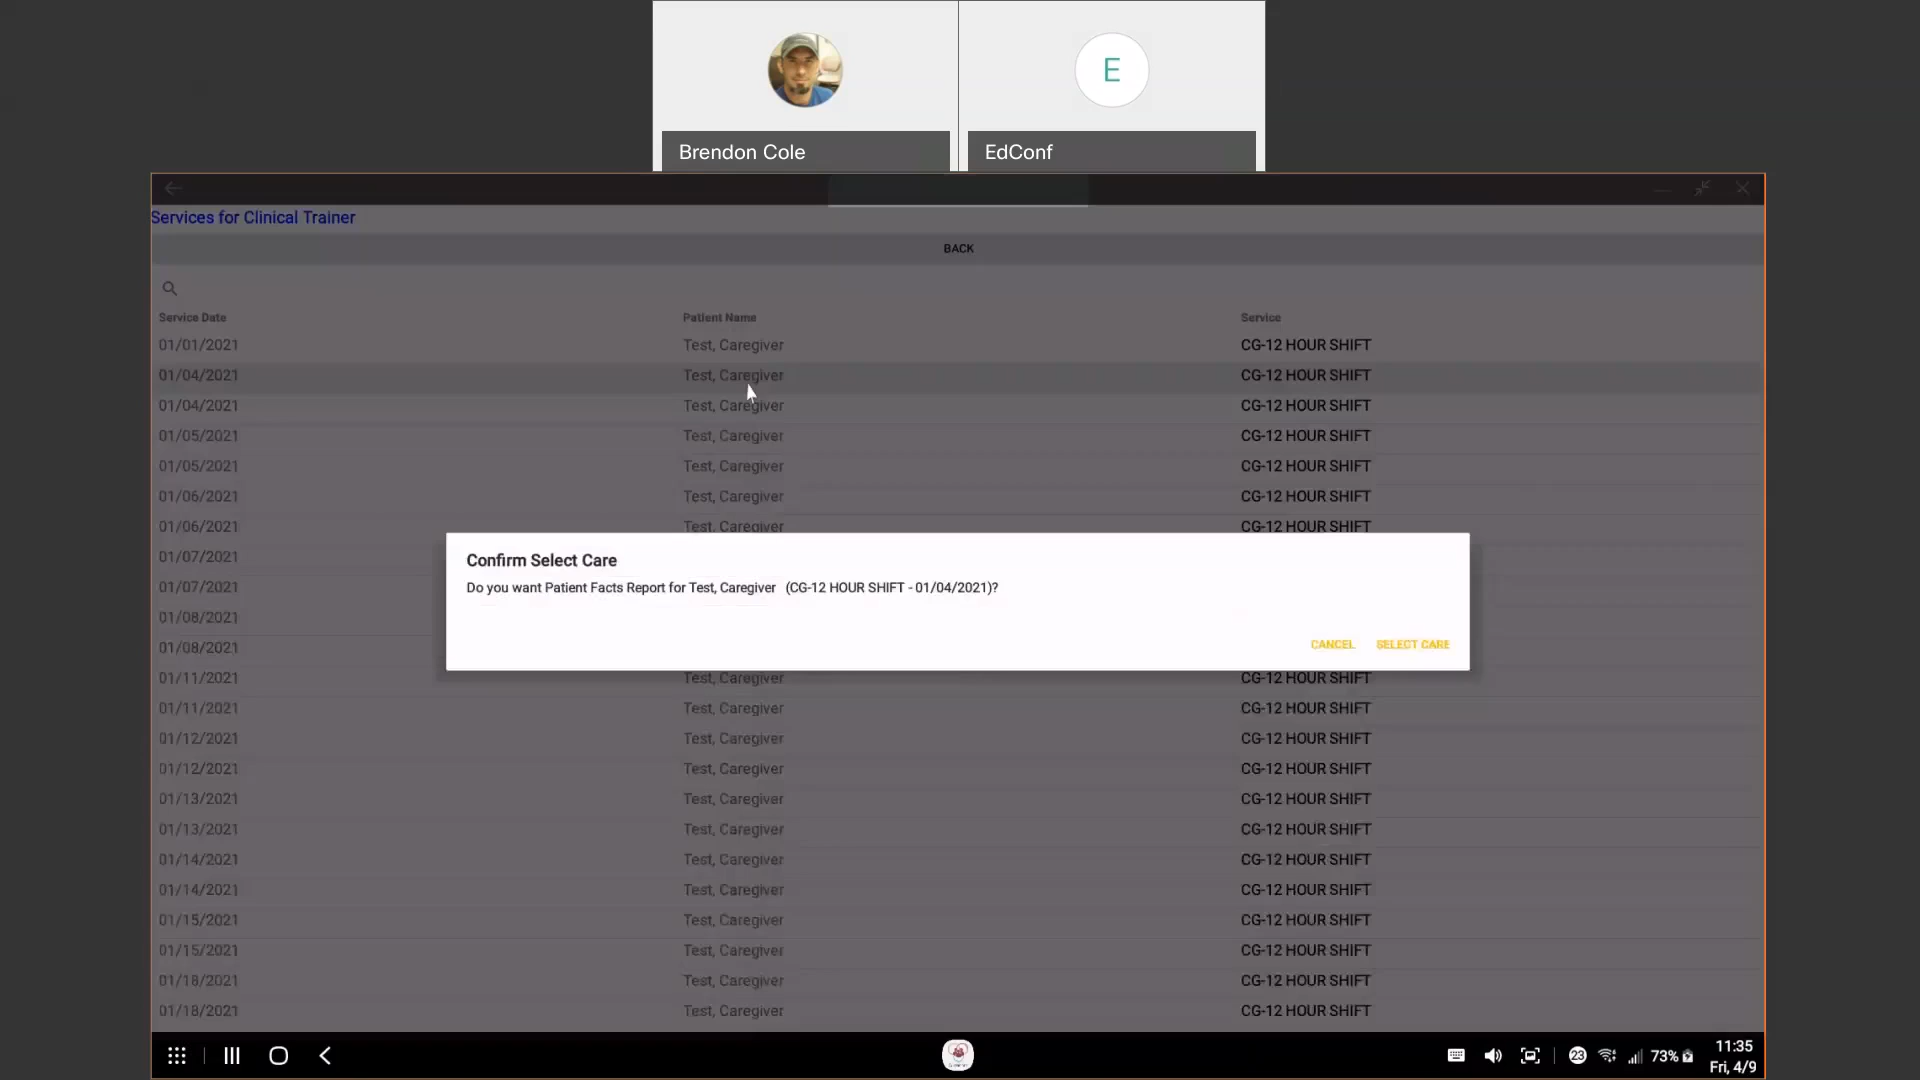 E
Brendon Cole
EdConf
Services for Clinical Trainer
BACK
Service Date Patient Name Service
01/01/2021 Test, Caregiver CG-12 HOUR SHIFT
01/04/2021 Test, Caregiver CG-12 HOUR SHIFT
01/04/2021 Test, Caregiver CG-12 HOUR SHIFT
01/05/2021 Test, Caregiver CG-12 HOUR SHIFT
01/05/2021 Test, Caregiver CG-12 HOUR SHIFT
01/06/2021 Test, Caregiver CG-12 HOUR SHIFT
01/06/2021 Test, Caregiver CG-12 HOUR SHIFT
01/07/2021
01/07/2021
01/08/2021
01/08/2021
Confirm Select Care
Do you want Patient Facts Report for Test, Caregiver (CG-12 HOUR SHIFT - 01/04/2021)?
CANCEL SELECT CARE
01/11/2021 Test, Caregiver CG-12 HOUR SHIFT
01/11/2021 Test, Caregiver CG-12 HOUR SHIFT
01/12/2021 Test, Caregiver CG-12 HOUR SHIFT
01/12/2021 Test, Caregiver CG-12 HOUR SHIFT
01/13/2021 Test, Caregiver CG-12 HOUR SHIFT
01/13/2021 Test, Caregiver CG-12 HOUR SHIFT
01/14/2021 Test, Caregiver CG-12 HOUR SHIFT
01/14/2021 Test, Caregiver CG-12 HOUR SHIFT
01/15/2021 Test, Caregiver CG-12 HOUR SHIFT
01/15/2021 Test, Caregiver CG-12 HOUR SHIFT
01/18/2021 Test, Caregiver CG-12 HOUR SHIFT
01/18/2021 Test, Caregiver CG-12 HOUR SHIFT
23 73% 11:35
Fri, 4/9